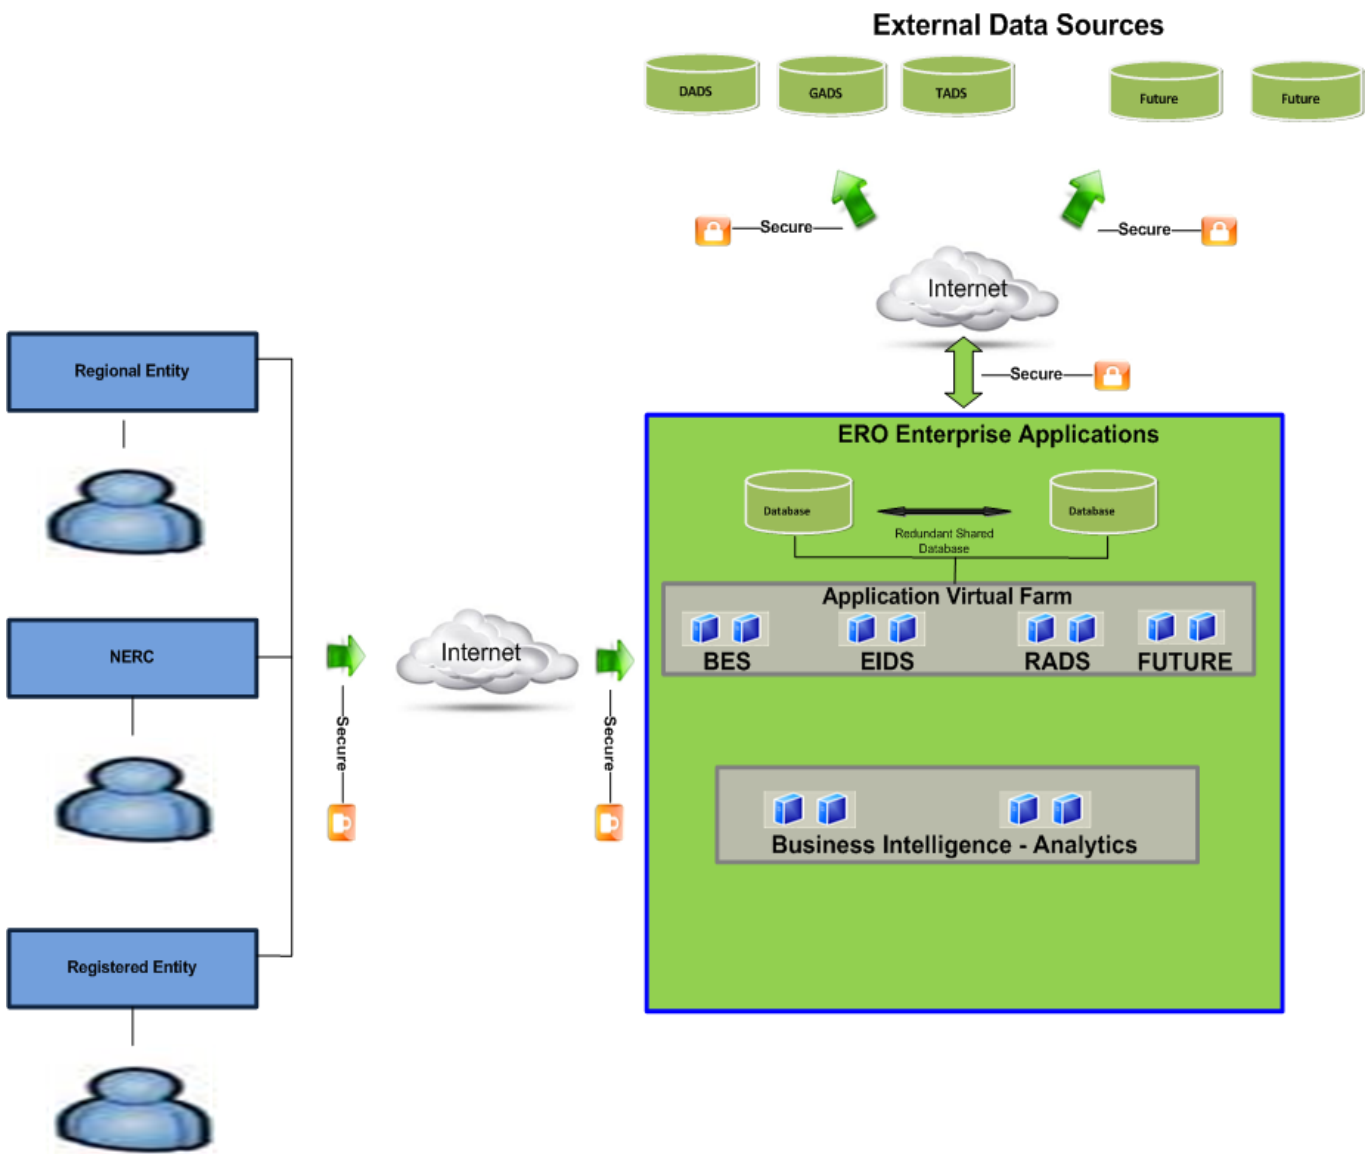 External Data Sources
DADS
GADS
TADS
Future
Future
Secure
Secure
Internet
Secure
Regional Entity
ERO Enterprise Applications
Database
Database
Redundant Shared
Database
Application Virtual Farm
BES
EIDS
RADS
FUTURE
NERC
Internet
Secure
Secure
Business Intelligence - Analytics
Registered Entity